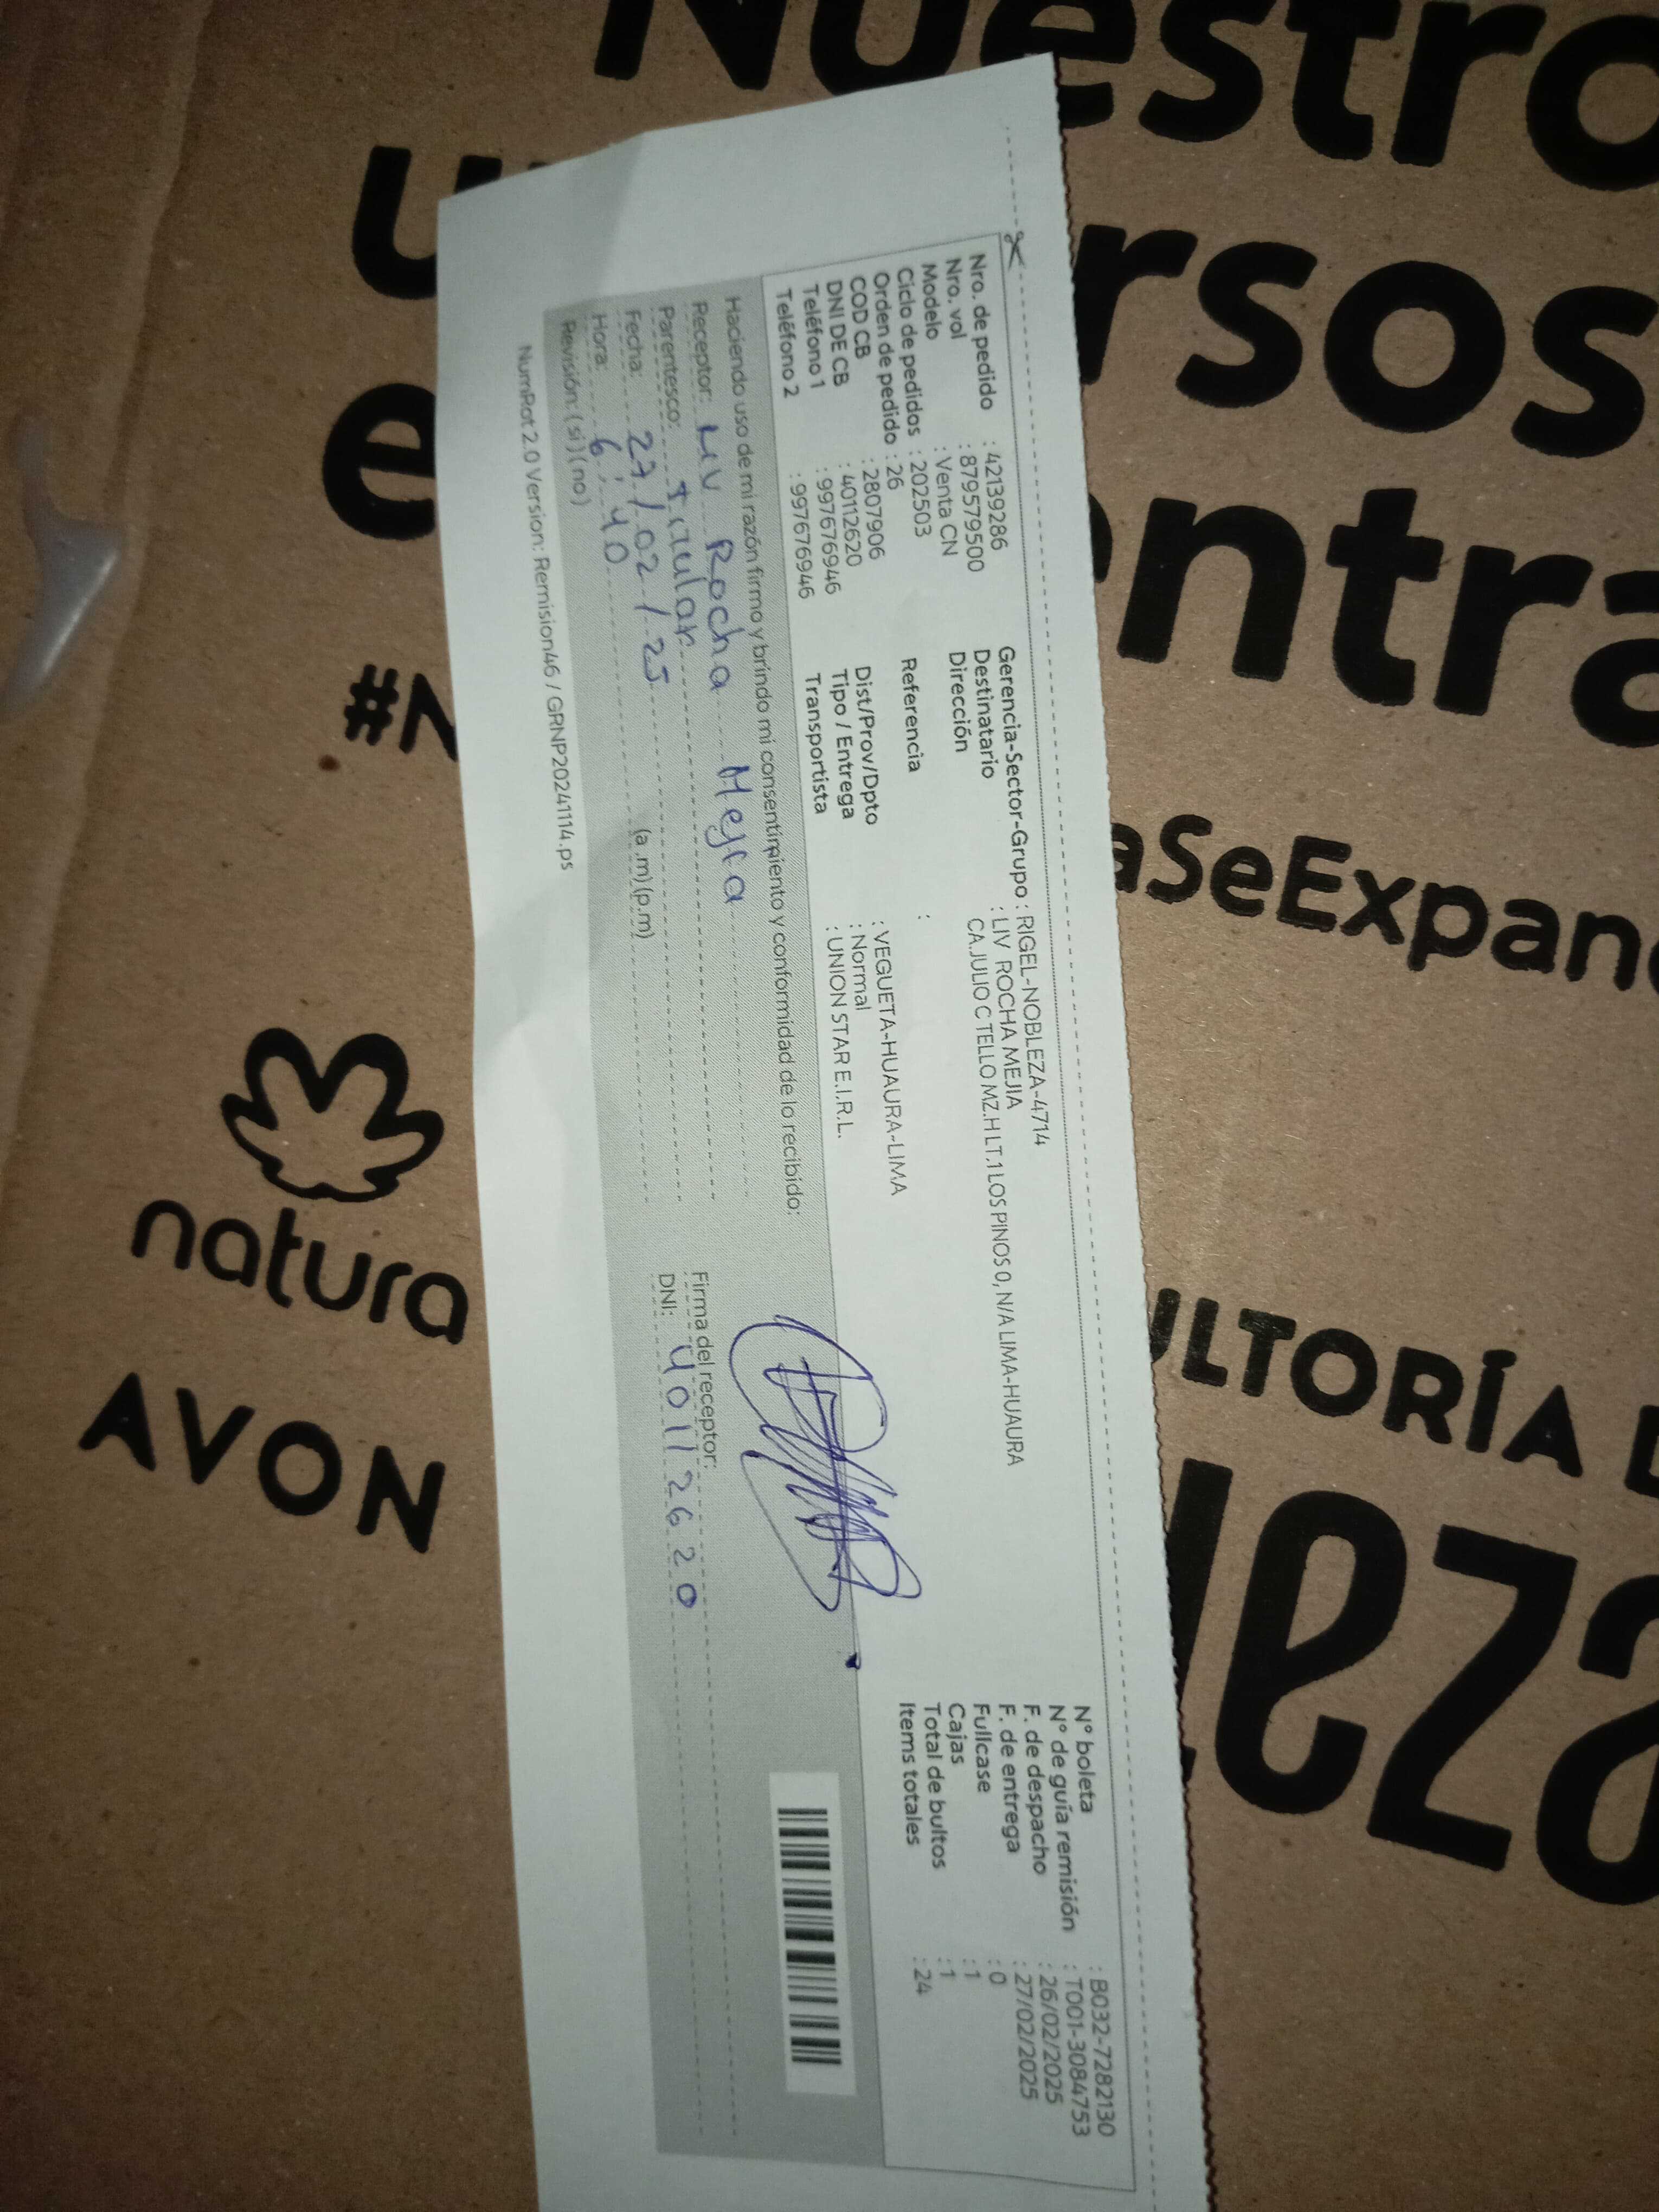 Nuestro
rsos
e
ntra
#N
aSeExpan
ULTORÍA
leza
natura
AVON
Nro. de pedido : 42139286
Nro. vol : 879579500
Modelo : Venta CN
Ciclo de pedidos : 202503
Orden de pedido : 26
COD CB : 2807906
DNI DE CB : 40112620
Teléfono 1 : 997676946
Teléfono 2 : 997676946
Gerencia-Sector-Grupo : RIGEL-NOBLEZA-4714
Destinatario : LIV ROCHA MEJIA
Dirección CA.JULIO C TELLO MZ.H LT.1 LOS PINOS 0, N/A LIMA-HUAURA
Referencia :
Dist/Prov/Dpto : VEGUETA-HUAURA-LIMA
Tipo / Entrega : Normal
Transportista : UNION STAR E.I.R.L.
N° boleta : B032-7282130
N° de guía remisión : T001-3084753
F. de despacho : 26/02/2025
F. de entrega : 27/02/2025
Fullcase : 0
Cajas : 1
Total de bultos : 1
Items totales : 24
Haciendo uso de mi razón firmo y brindo mi consentimiento y conformidad de lo recibido:
Receptor: Liv Rocha Mejia
Parentesco: Titular
Fecha: 27/02/25
Hora: 6:40 (a.m) (p.m)
Revisión: (si) (no)
Firma del receptor:
DNI: 40112620
NumPot 2.0 Version: Remision46 / GRNP20241114.ps